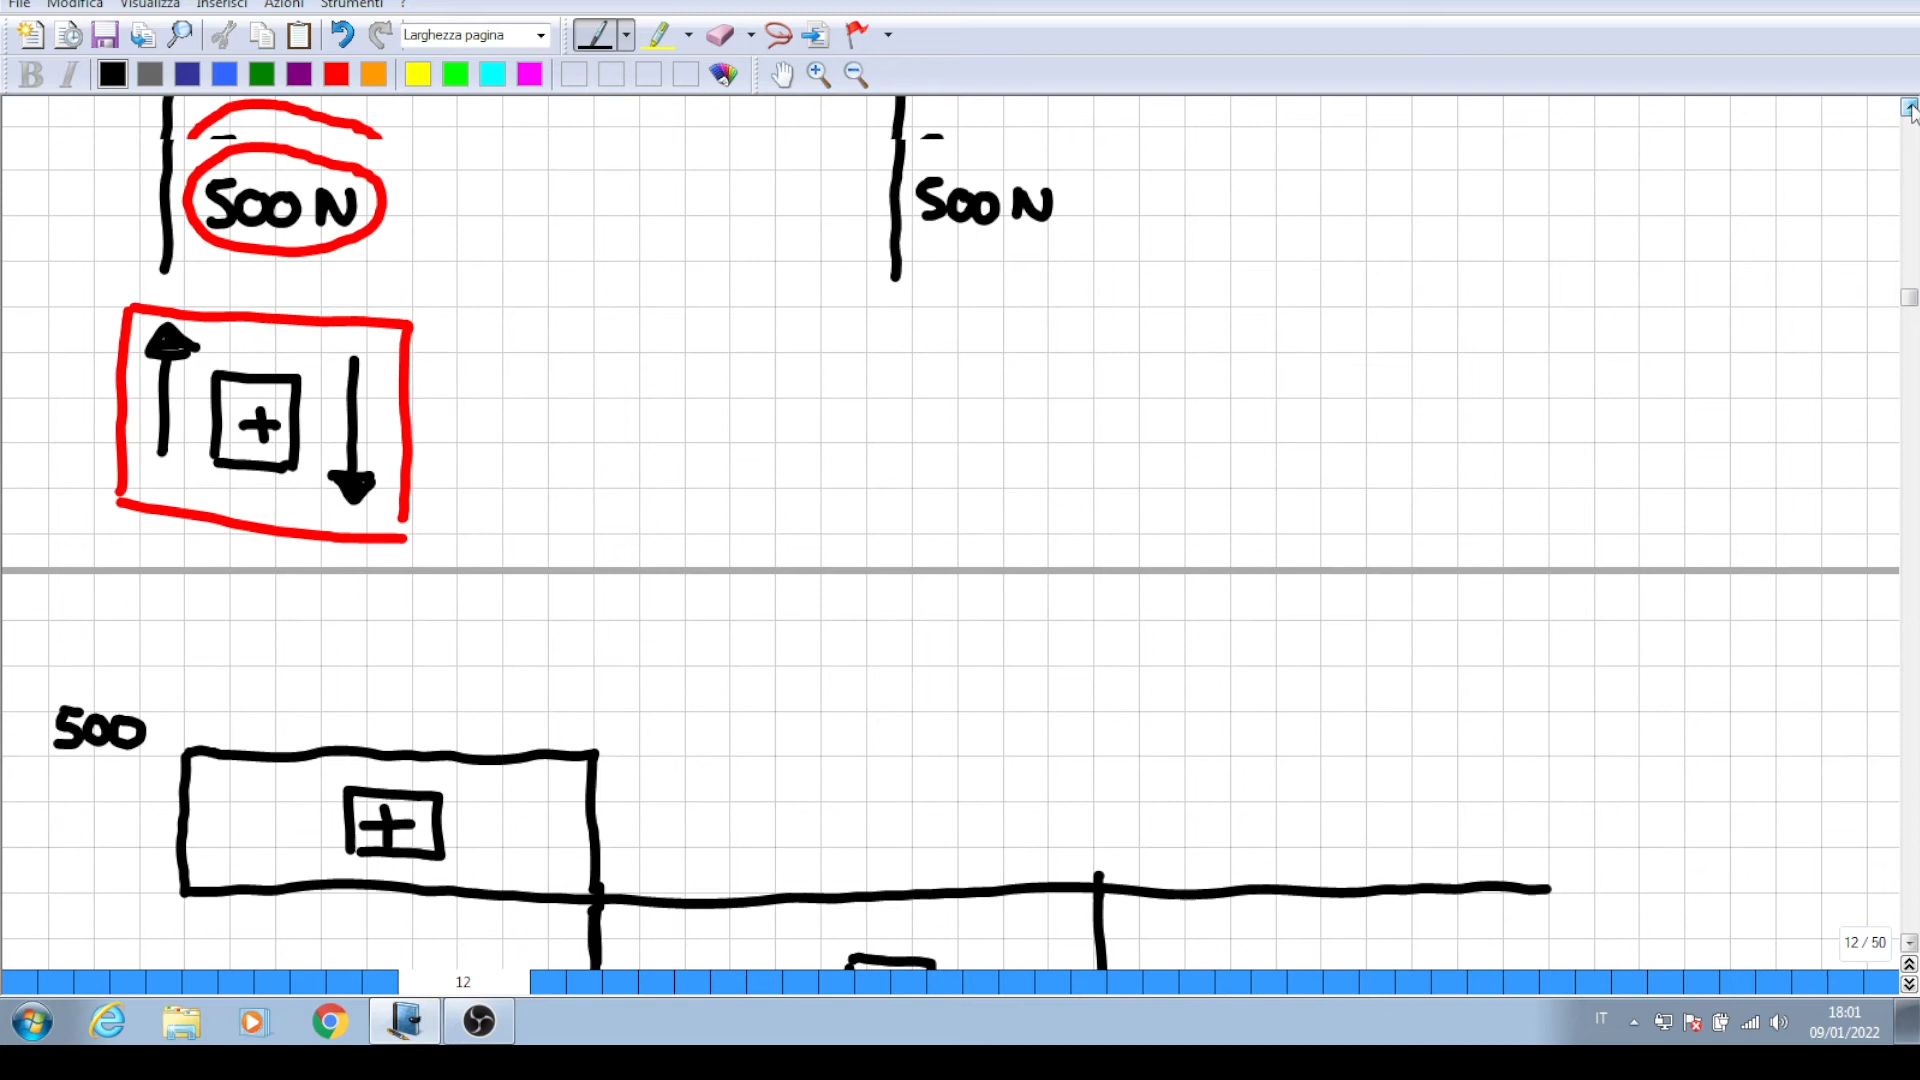 File Modifica Visualizza Inserisci Azioni Strumenti ?
Larghezza pagina
B I
500 N
500 N
+
500
+
12 / 50
12
IT
18:01
09/01/2022